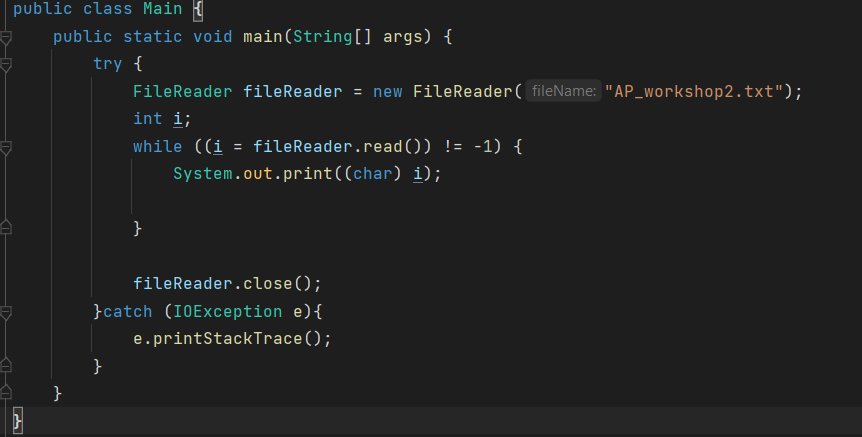 public class Main {
public static void main(String[] args) {
try {
FileReader fileReader = new FileReader( fileName: "AP_workshop2.txt");
int i;
while ((i = fileReader.read()) != -1) {
System.out.print((char) i);
}
fileReader.close();
}catch (IOException e){
e.printStackTrace();
}
}
}